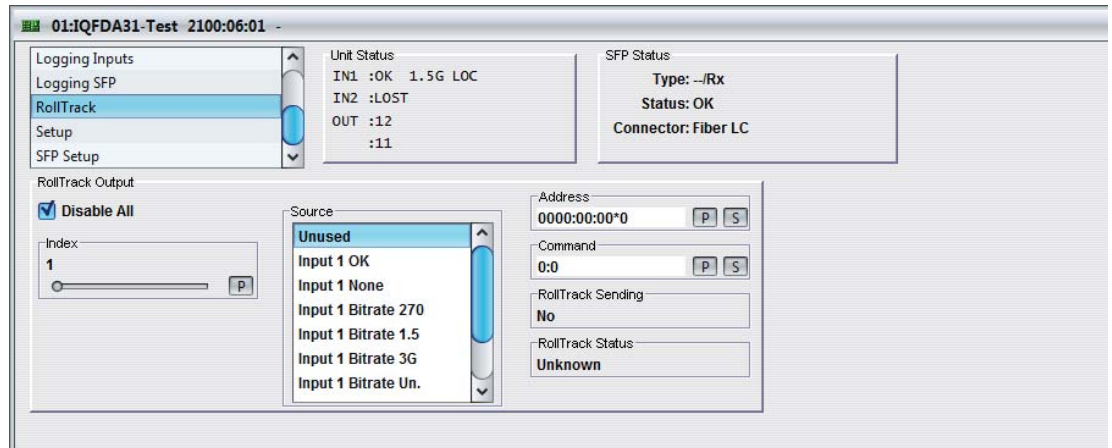 01:IQFDA31-Test 2100:06:01 -
Logging Inputs
Logging SFP
RollTrack
Setup
SFP Setup
Unit Status
IN1 :OK 1.5G LOC
IN2 :LOST
OUT :12
:11
SFP Status
Type: --/Rx
Status: OK
Connector: Fiber LC
RollTrack Output
Disable All
Index
1
P
Source
Unused
Input 1 OK
Input 1 None
Input 1 Bitrate 270
Input 1 Bitrate 1.5
Input 1 Bitrate 3G
Input 1 Bitrate Un.
Address
0000:00:00*0 P S
Command
0:0 P S
RollTrack Sending
No
RollTrack Status
Unknown